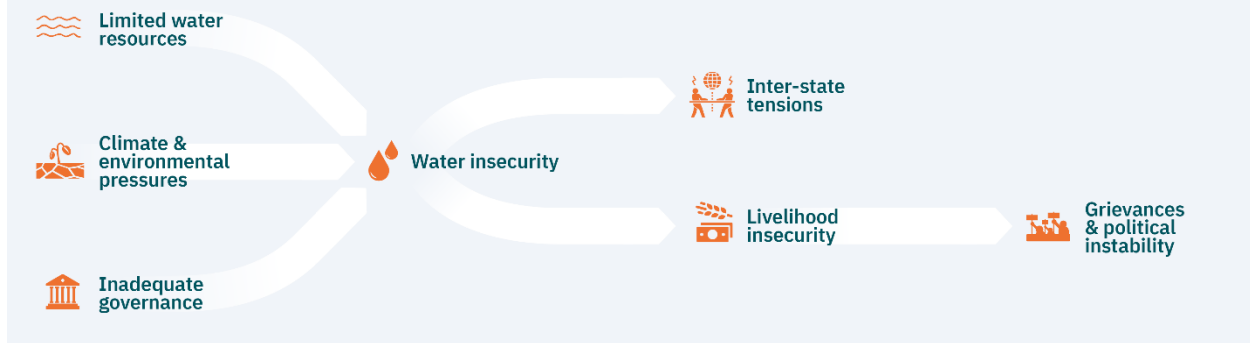 Limited water
resources
Climate &
environmental
pressures
Inadequate
governance
Water insecurity
Inter-state
tensions
Livelihood
insecurity
Grievances
& political
instability